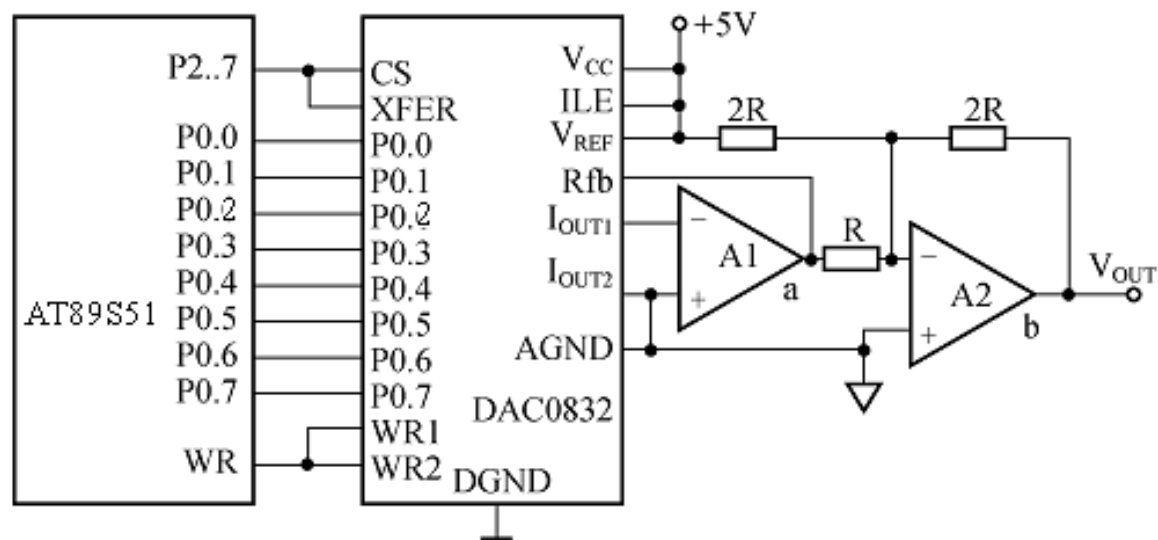 P2..7
P0.0
P0.1
P0.2
P0.3
P0.4
P0.5
P0.6
P0.7
WR
AT89S51
CS
XFER
P0.0
P0.1
P0.2
P0.3
P0.4
P0.5
P0.6
P0.7
WR1
WR2
DGND
VCC
ILE
VREF
Rfb
IOUT1
IOUT2
AGND
DAC0832
+5V
2R
2R
−
A1
+
a
R
−
A2
+
b
VOUT